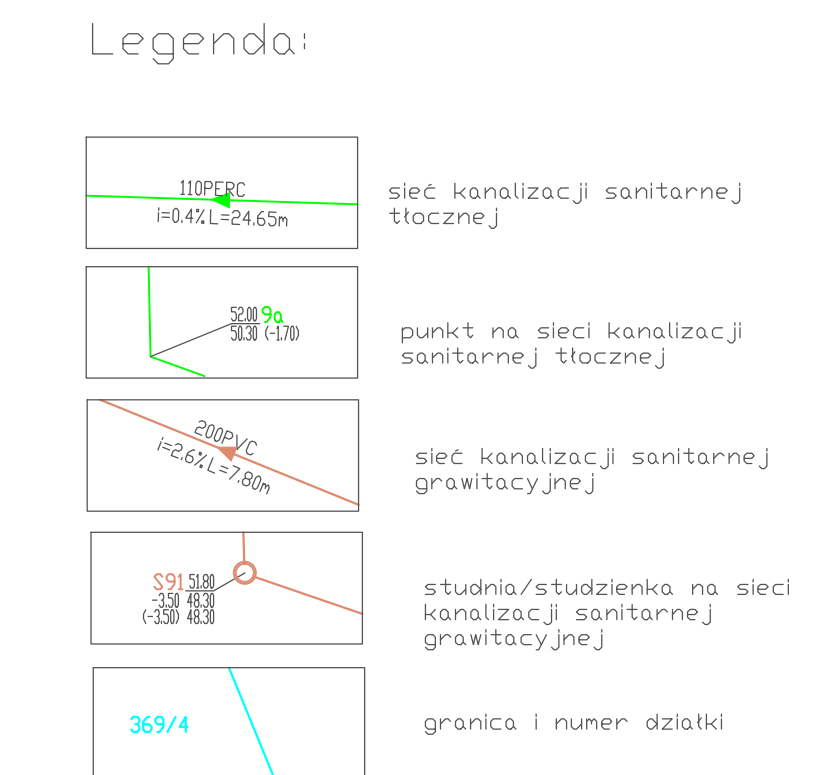 Legenda:
110PERC
i=0.4% L=24.65m
sieć kanalizacji sanitarnej
tłocznej
52.00 9a
50.30 (-1.70)
punkt na sieci kanalizacji
sanitarnej tłocznej
200PVC
i=2.6% L=7.80m
sieć kanalizacji sanitarnej
grawitacyjnej
S91 51.80
-3.50 48.30
(-3.50) 48.30
studnia/studzienka na sieci
kanalizacji sanitarnej
grawitacyjnej
369/4
granica i numer działki